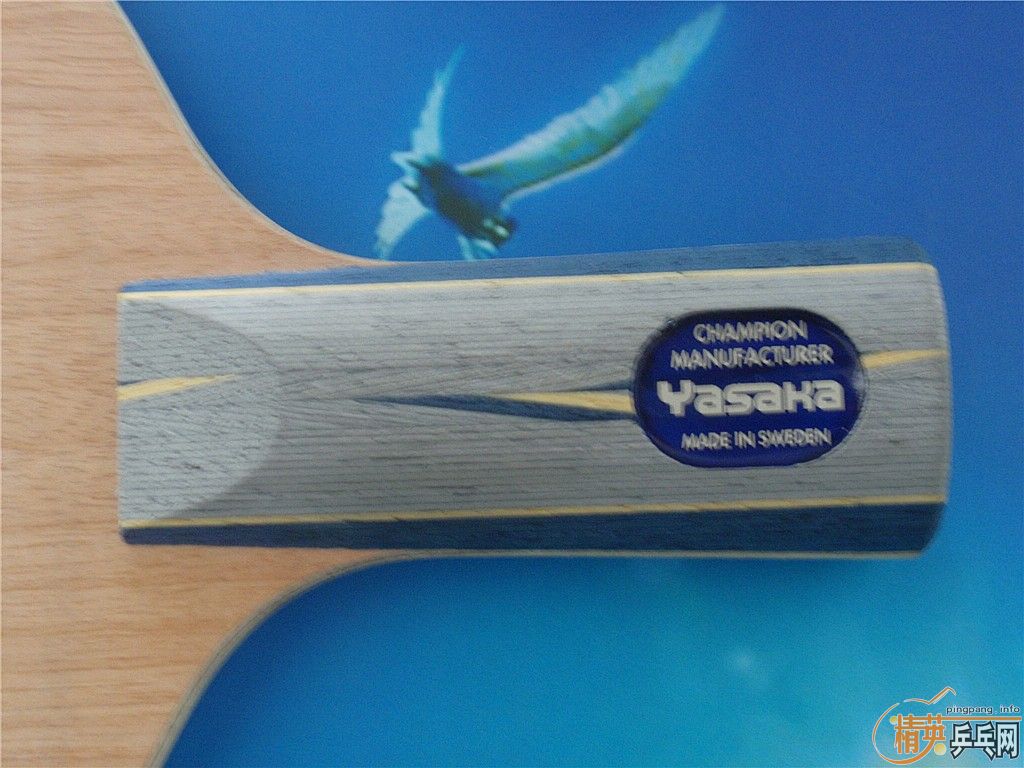 CHAMPION
MANUFACTURER
Yasaka
MADE IN SWEDEN
pingpang.info
精英乒乓网